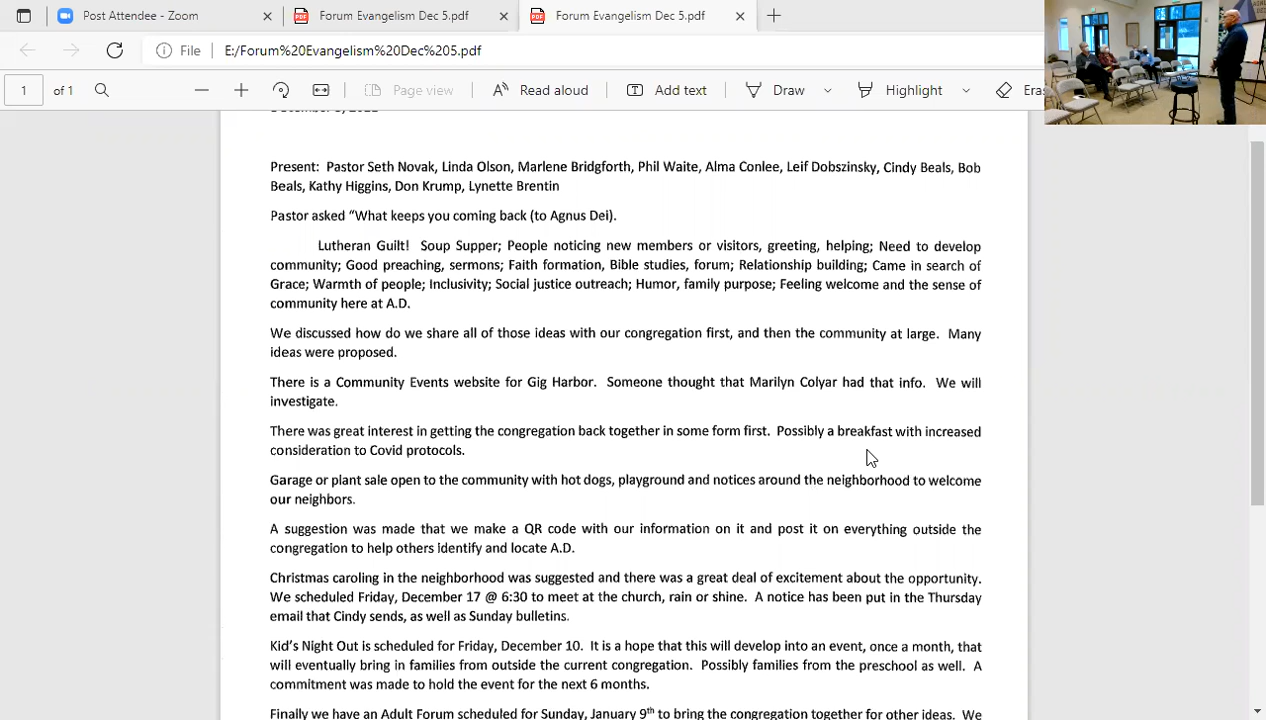 Post Attendee - Zoom
Forum Evangelism Dec 5.pdf
Forum Evangelism Dec 5.pdf
File
E:/Forum%20Evangelism%20Dec%205.pdf
1 of 1
Page view
Read aloud
Add text
Draw
Highlight
Eras
Present: Pastor Seth Novak, Linda Olson, Marlene Bridgforth, Phil Waite, Alma Conlee, Leif Dobszinsky, Cindy Beals, Bob
Beals, Kathy Higgins, Don Krump, Lynette Brentin
Pastor asked “What keeps you coming back (to Agnus Dei).
Lutheran Guilt! Soup Supper; People noticing new members or visitors, greeting, helping; Need to develop
community; Good preaching, sermons; Faith formation, Bible studies, forum; Relationship building; Came in search of
Grace; Warmth of people; Inclusivity; Social justice outreach; Humor, family purpose; Feeling welcome and the sense of
community here at A.D.
We discussed how do we share all of those ideas with our congregation first, and then the community at large. Many
ideas were proposed.
There is a Community Events website for Gig Harbor. Someone thought that Marilyn Colyar had that info. We will
investigate.
There was great interest in getting the congregation back together in some form first. Possibly a breakfast with increased
consideration to Covid protocols.
Garage or plant sale open to the community with hot dogs, playground and notices around the neighborhood to welcome
our neighbors.
A suggestion was made that we make a QR code with our information on it and post it on everything outside the
congregation to help others identify and locate A.D.
Christmas caroling in the neighborhood was suggested and there was a great deal of excitement about the opportunity.
We scheduled Friday, December 17 @ 6:30 to meet at the church, rain or shine. A notice has been put in the Thursday
email that Cindy sends, as well as Sunday bulletins.
Kid’s Night Out is scheduled for Friday, December 10. It is a hope that this will develop into an event, once a month, that
will eventually bring in families from outside the current congregation. Possibly families from the preschool as well. A
commitment was made to hold the event for the next 6 months.
Finally we have an Adult Forum scheduled for Sunday, January 9th to bring the congregation together for other ideas. We